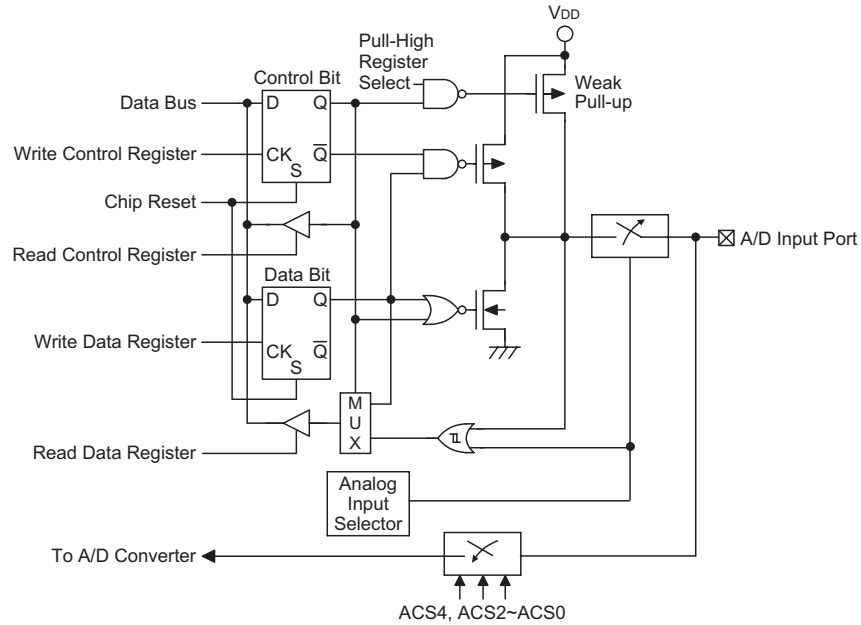 VDD
Pull-High
Register
Select
Weak
Pull-up
Control Bit
Data Bus
D
Q
Write Control Register
CK
Q
S
Chip Reset
Read Control Register
A/D Input Port
Data Bit
D
Q
Write Data Register
CK
Q
S
M
U
X
Read Data Register
Analog
Input
Selector
To A/D Converter
ACS4, ACS2~ACS0